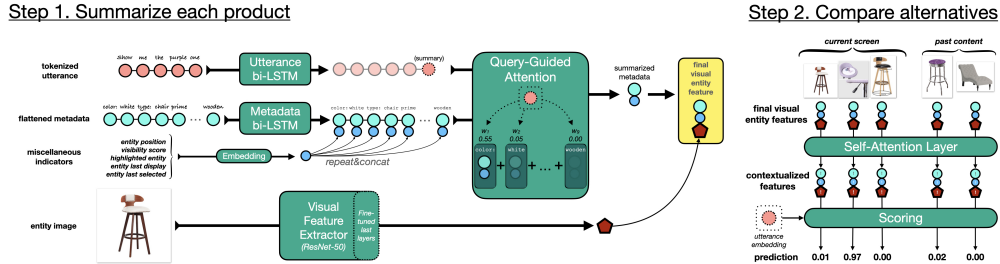 Step 1. Summarize each product
Step 2. Compare alternatives
tokenized
utterance
show me the purple one
Utterance
bi-LSTM
(summary)
Query-Guided
Attention
summarized
metadata
final
visual
entity
feature
flattened metadata
color: white type: chair prime ... wooden
Metadata
bi-LSTM
color: white type: chair prime ... wooden
w₁ w₂ w₉
0.55 0.05 0.00
color: white wooden
+ + ... +
miscellaneous
indicators
entity position
visibility score
highlighted entity
entity last display
entity last selected
Embedding
repeat&concat
entity image
Visual
Feature
Extractor
(ResNet-50)
Fine-
tuned
last
layers
current screen
past content
final visual
entity features
Self-Attention Layer
contextualized
features
Scoring
utterance
embedding
prediction
0.01 0.97 0.00 0.02 0.00